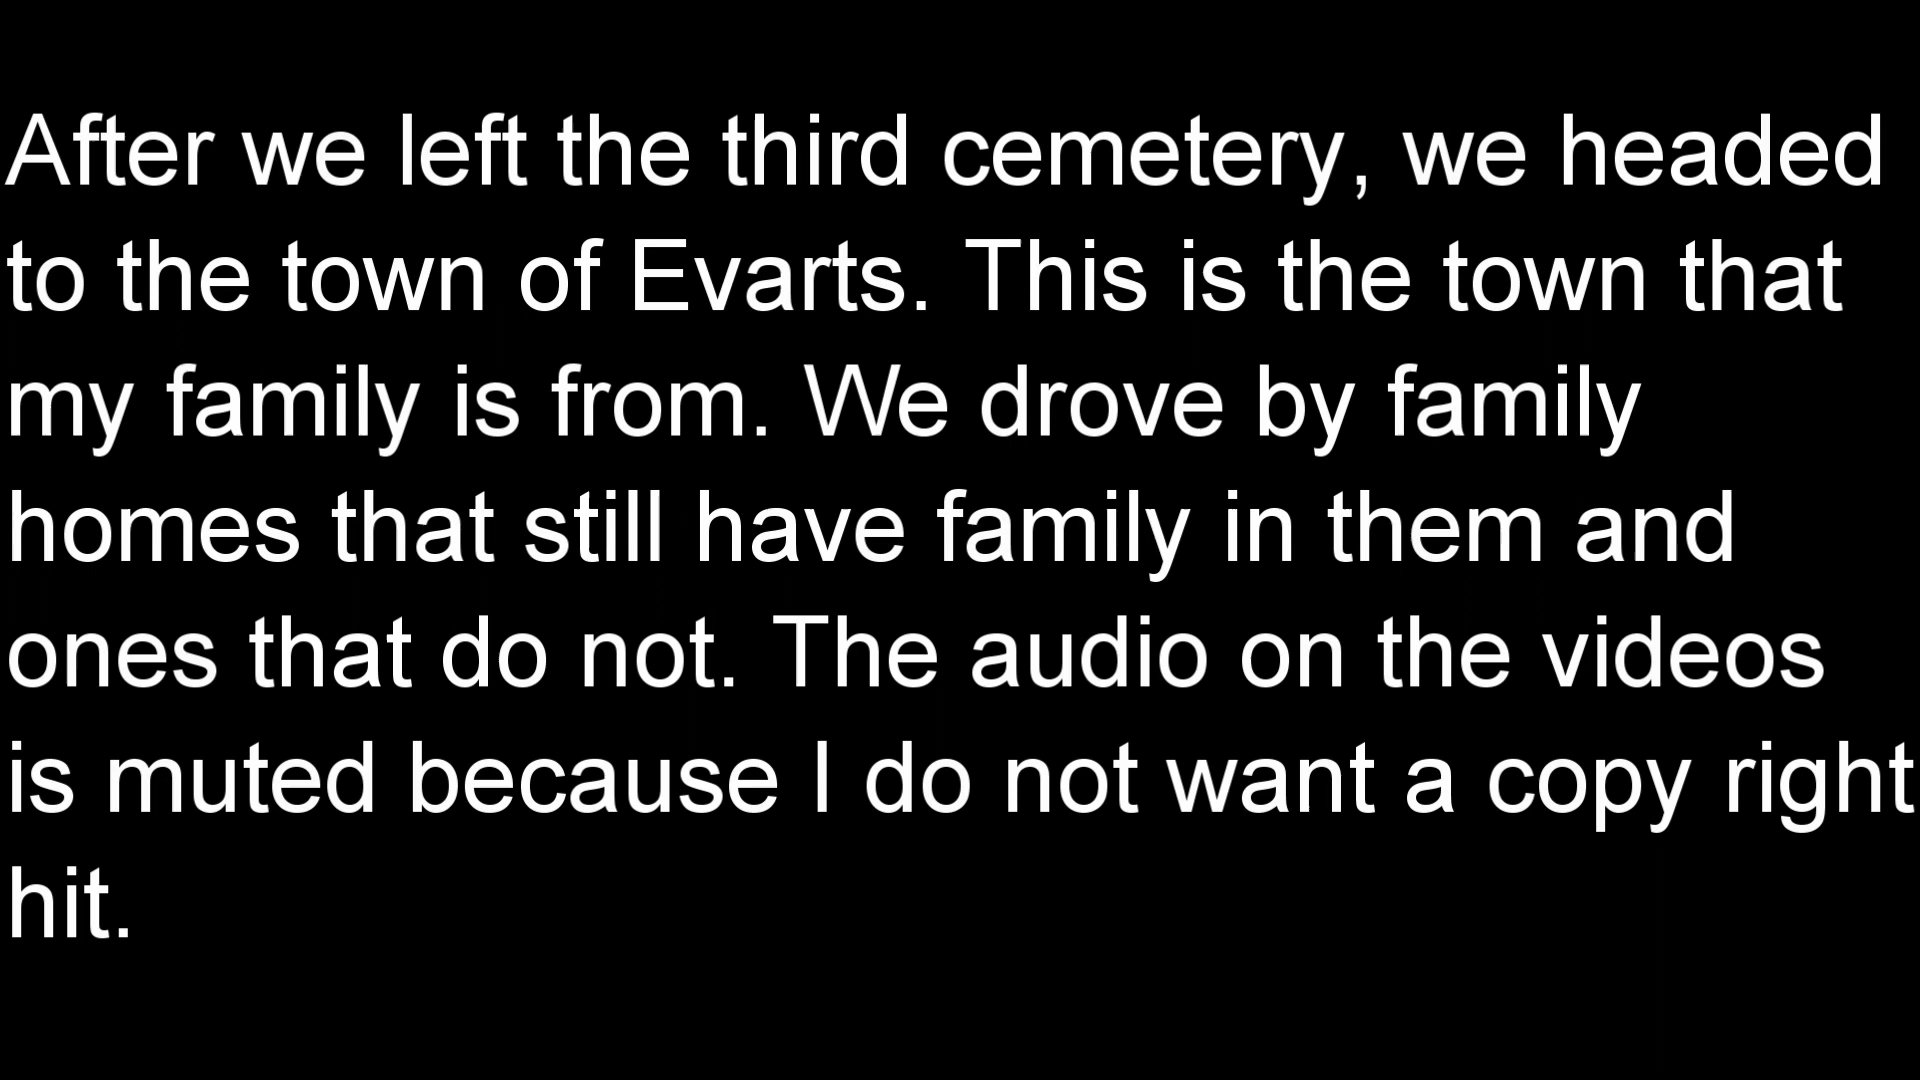 After we left the third cemetery, we headed
to the town of Evarts. This is the town that
my family is from. We drove by family
homes that still have family in them and
ones that do not. The audio on the videos
is muted because I do not want a copy right
hit.